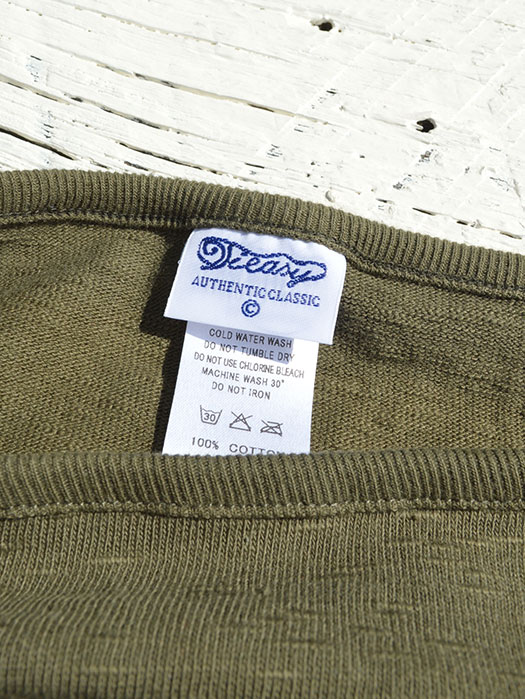 Tieasy
AUTHENTIC CLASSIC
©
COLD WATER WASH
DO NOT TUMBLE DRY
DO NOT USE CHLORINE BLEACH
MACHINE WASH 30°
DO NOT IRON
30
100% COTTON